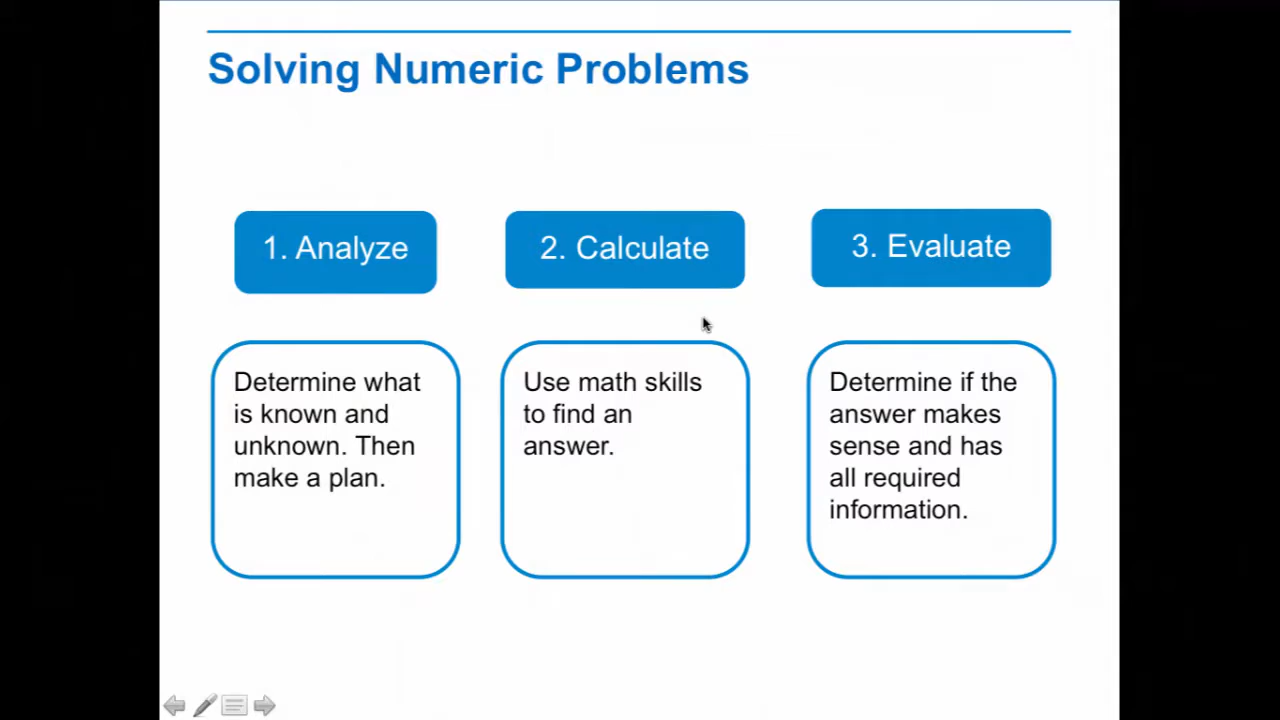 Solving Numeric Problems
1. Analyze
2. Calculate
3. Evaluate
Determine what
is known and
unknown. Then
make a plan.
Use math skills
to find an
answer.
Determine if the
answer makes
sense and has
all required
information.